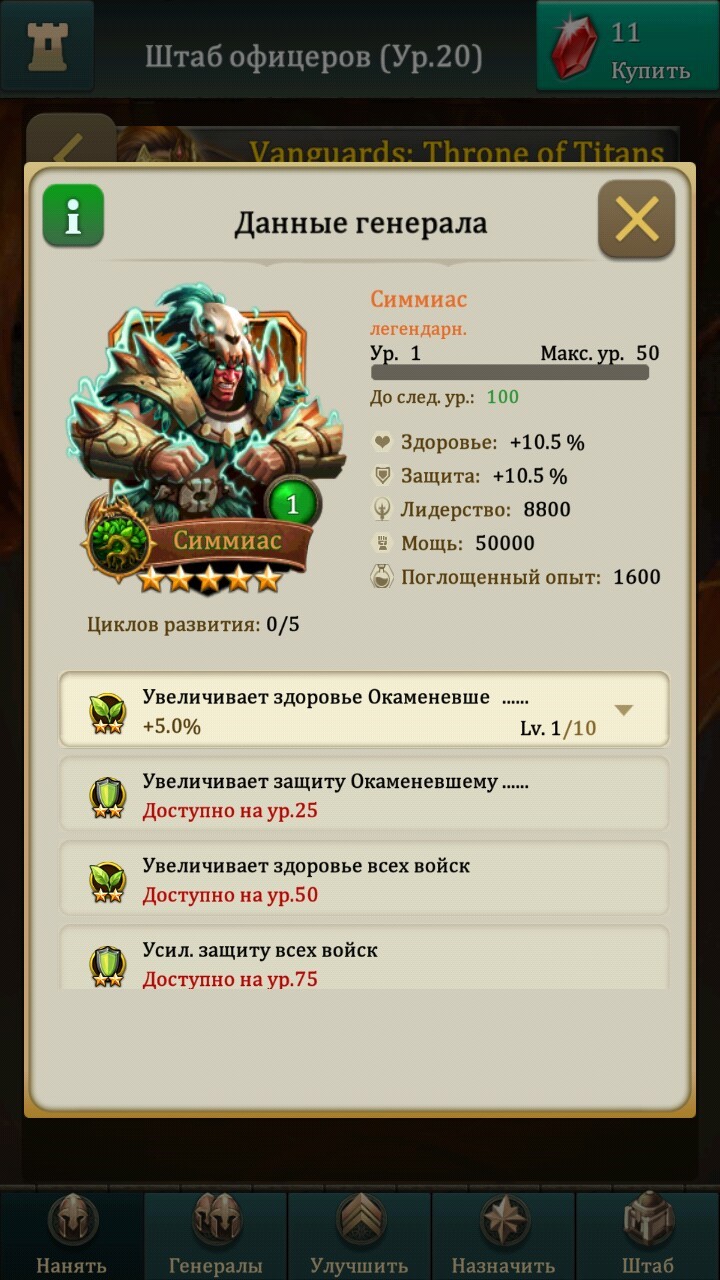 Штаб офицеров (Ур.20)
11
Купить
Vanguards: Throne of Titans
Данные генерала
Симмиас
легендарн.
Ур. 1 Макс. ур. 50
До след. ур.: 100
Здоровье: +10.5 %
Защита: +10.5 %
Лидерство: 8800
Мощь: 50000
Поглощенный опыт: 1600
1
Симмиас
Циклов развития: 0/5
Увеличивает здоровье Окаменевше ......
+5.0% Lv. 1/10
Увеличивает защиту Окаменевшему ......
Доступно на ур.25
Увеличивает здоровье всех войск
Доступно на ур.50
Усил. защиту всех войск
Доступно на ур.75
Нанять Генералы Улучшить Назначить Штаб